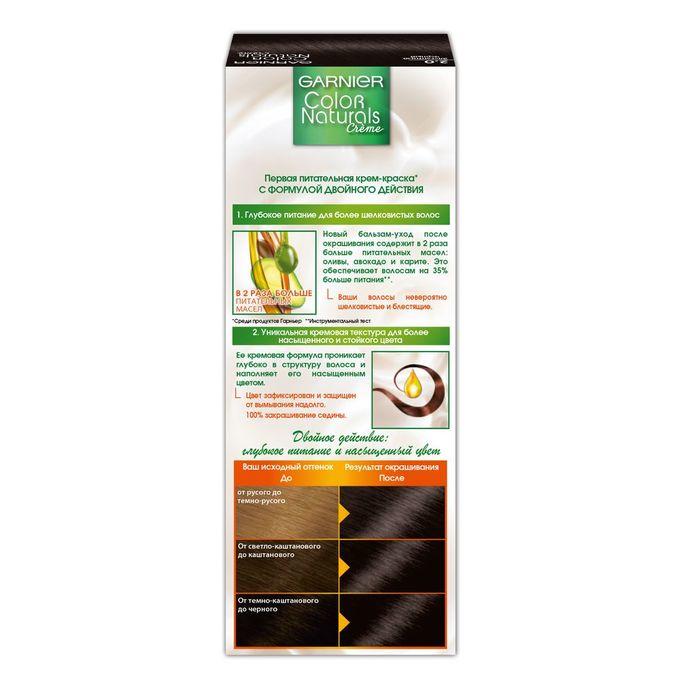 GARNIER
Color
Naturals
2.0
GARNIER
Color
Naturals
Crème
Первая питательная крем-краска*
С ФОРМУЛОЙ ДВОЙНОГО ДЕЙСТВИЯ
1. Глубокое питание для более шелковистых волос
Новый бальзам-уход после
окрашивания содержит в 2 раза
больше питательных масел:
оливы, авокадо и карите. Это
обеспечивает волосам на 35%
больше питания**.
В 2 РАЗА БОЛЬШЕ
ПИТАТЕЛЬНЫХ
МАСЕЛ
Ваши волосы невероятно
шелковистые и блестящие.
*Среди продуктов Гарньер **Инструментальный тест
2. Уникальная кремовая текстура для более
насыщенного и стойкого цвета
Ее кремовая формула проникает
глубоко в структуру волоса и
наполняет его насыщенным
цветом.
Цвет зафиксирован и защищен
от вымывания надолго.
100% закрашивание седины.
Двойное действие:
глубокое питание и насыщенный цвет
Ваш исходный оттенок
До
Результат окрашивания
После
от русого до
темно-русого
От светло-каштанового
до каштанового
От темно-каштанового
до черного